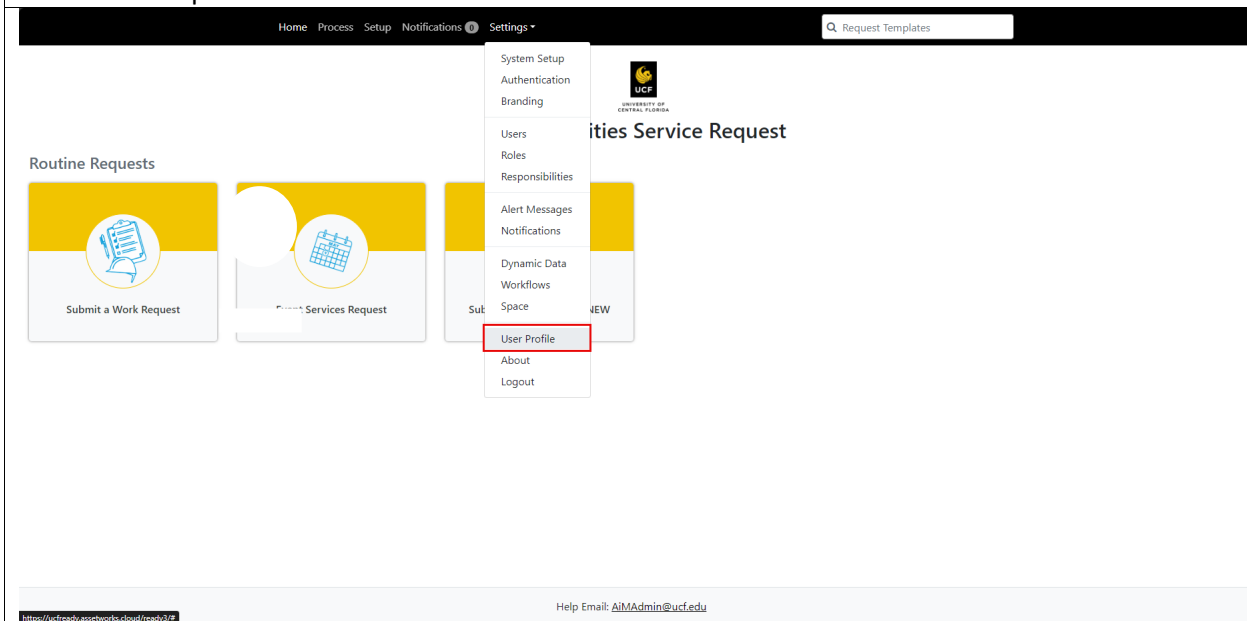 Home Process Setup Notifications 0 Settings
Request Templates
System Setup
Authentication
Branding
Users
Roles
Responsibilities
Alert Messages
Notifications
Dynamic Data
Workflows
Space
User Profile
About
Logout
UCF
UNIVERSITY OF
CENTRAL FLORIDA
ities Service Request
Routine Requests
Submit a Work Request
Event Services Request
Sub
NEW
Help Email: AiMAdmin@ucf.edu
https://ucfready.assetworks.cloud/ready3/#